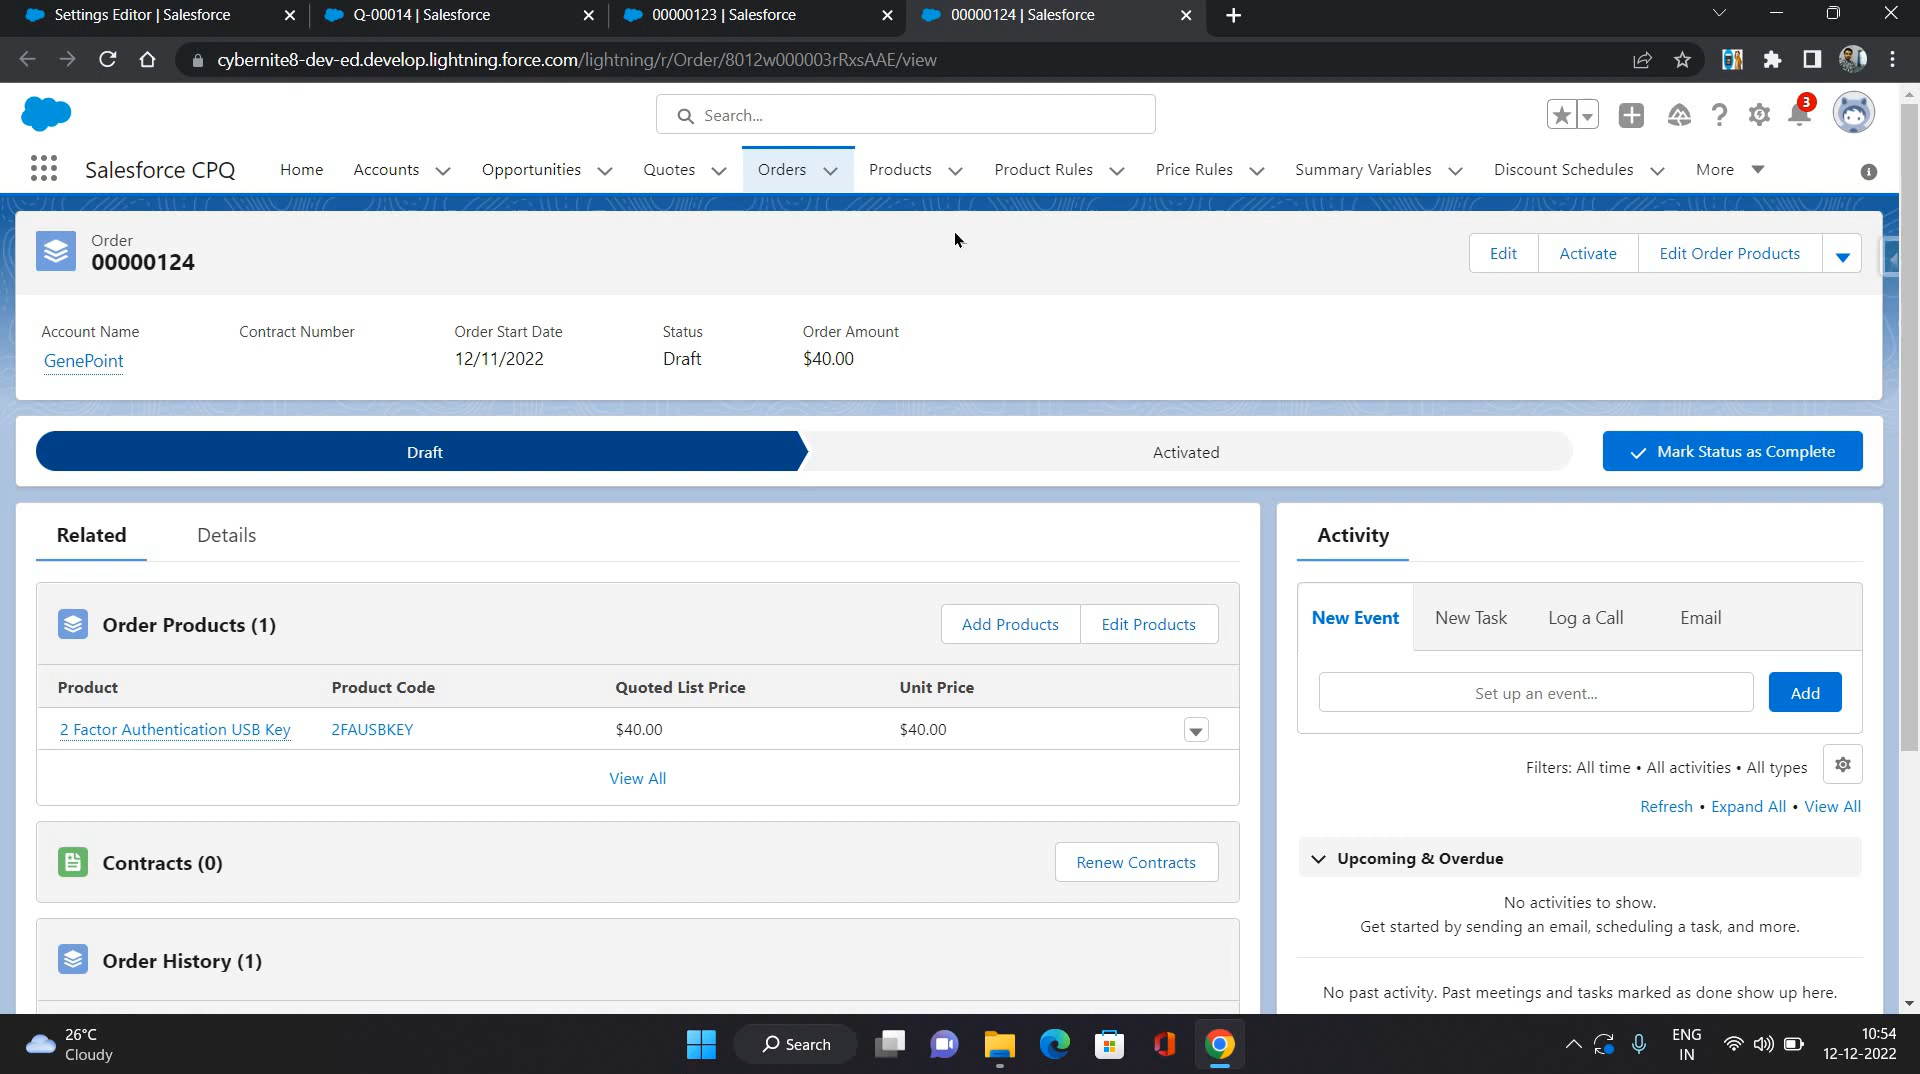 Settings Editor | Salesforce
Q-00014 | Salesforce
00000123 | Salesforce
00000124 | Salesforce
cybernite8-dev-ed.develop.lightning.force.com/lightning/r/Order/8012w000003rRxsAAE/view
Search...
3
Salesforce CPQ
Home
Accounts
Opportunities
Quotes
Orders
Products
Product Rules
Price Rules
Summary Variables
Discount Schedules
More
Order
00000124
Edit
Activate
Edit Order Products
Account Name
Contract Number
Order Start Date
Status
Order Amount
GenePoint
12/11/2022
Draft
$40.00
Draft
Activated
Mark Status as Complete
Related
Details
Order Products (1)
Add Products
Edit Products
Product
Product Code
Quoted List Price
Unit Price
2 Factor Authentication USB Key
2FAUSBKEY
$40.00
$40.00
View All
Contracts (0)
Renew Contracts
Order History (1)
Activity
New Event
New Task
Log a Call
Email
Set up an event...
Add
Filters: All time • All activities • All types
Refresh • Expand All • View All
Upcoming & Overdue
No activities to show.
Get started by sending an email, scheduling a task, and more.
No past activity. Past meetings and tasks marked as done show up here.
26°C
Cloudy
Search
ENG
IN
10:54
12-12-2022